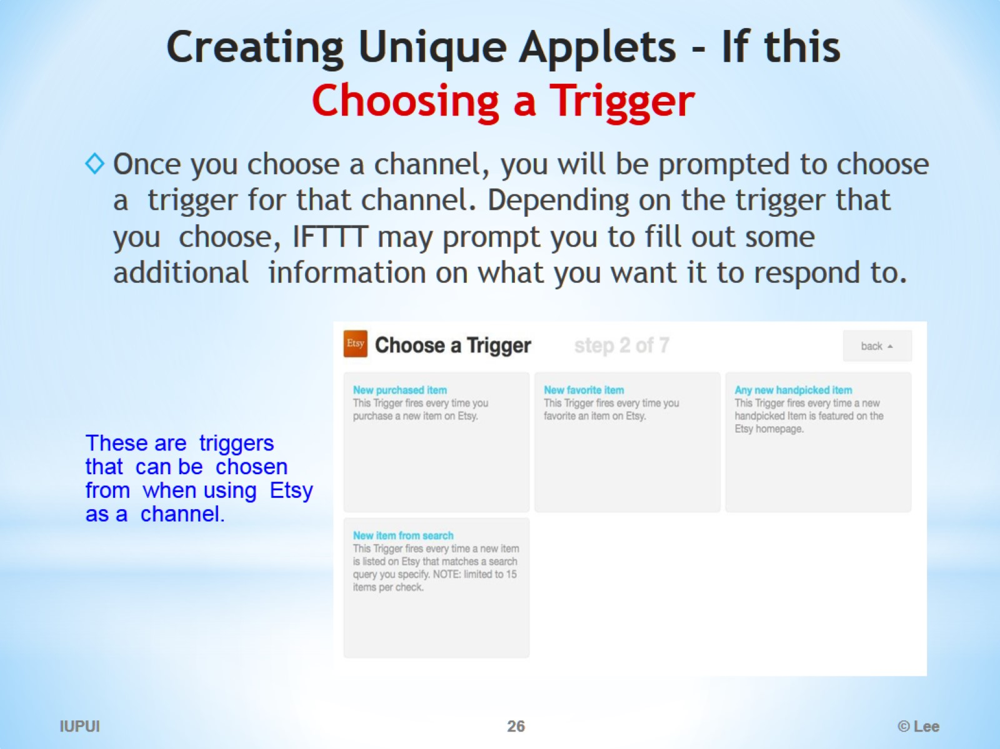 Creating Unique Applets – If this
Choosing a Trigger
Once you choose a channel, you will be prompted to choose
a trigger for that channel. Depending on the trigger that
you choose, IFTTT may prompt you to fill out some
additional information on what you want it to respond to.
Etsy Choose a Trigger step 2 of 7 back
New purchased item
This Trigger fires every time you
purchase a new item on Etsy.
New favorite item
This Trigger fires every time you
favorite an item on Etsy.
Any new handpicked item
This Trigger fires every time a new
handpicked Item is featured on the
Etsy homepage.
These are triggers
that can be chosen
from when using Etsy
as a channel.
New item from search
This Trigger fires every time a new item
is listed on Etsy that matches a search
query you specify. NOTE: limited to 15
items per check.
IUPUI 26 © Lee